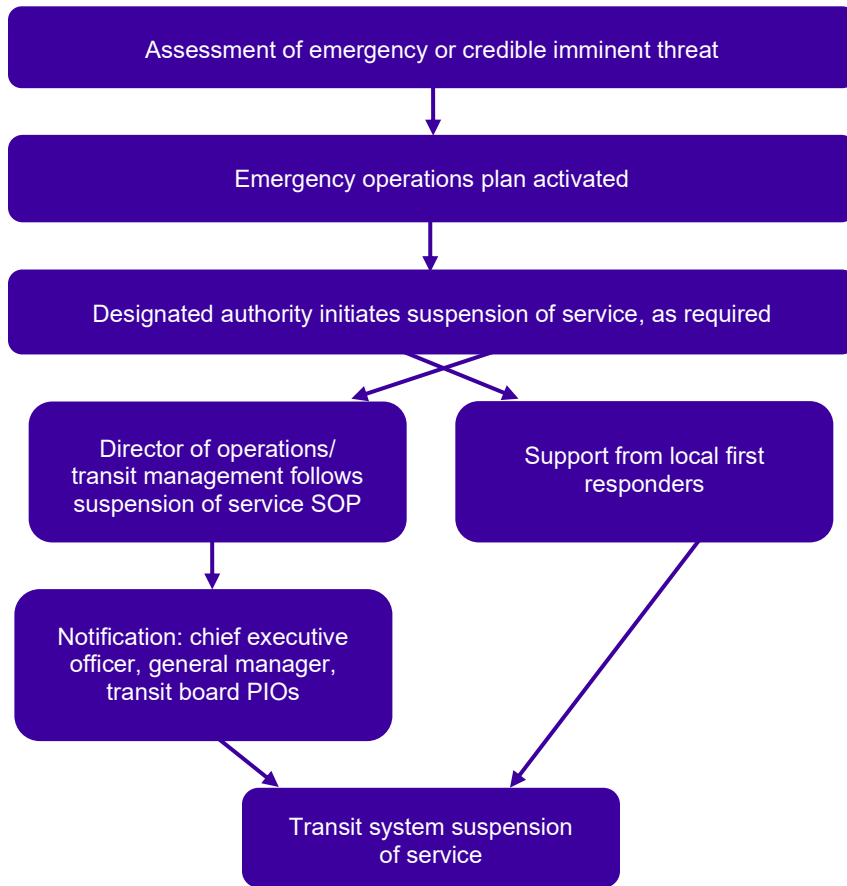 Assessment of emergency or credible imminent threat
Emergency operations plan activated
Designated authority initiates suspension of service, as required
Director of operations/
transit management follows
suspension of service SOP
Support from local first
responders
Notification: chief executive
officer, general manager,
transit board PIOs
Transit system suspension
of service